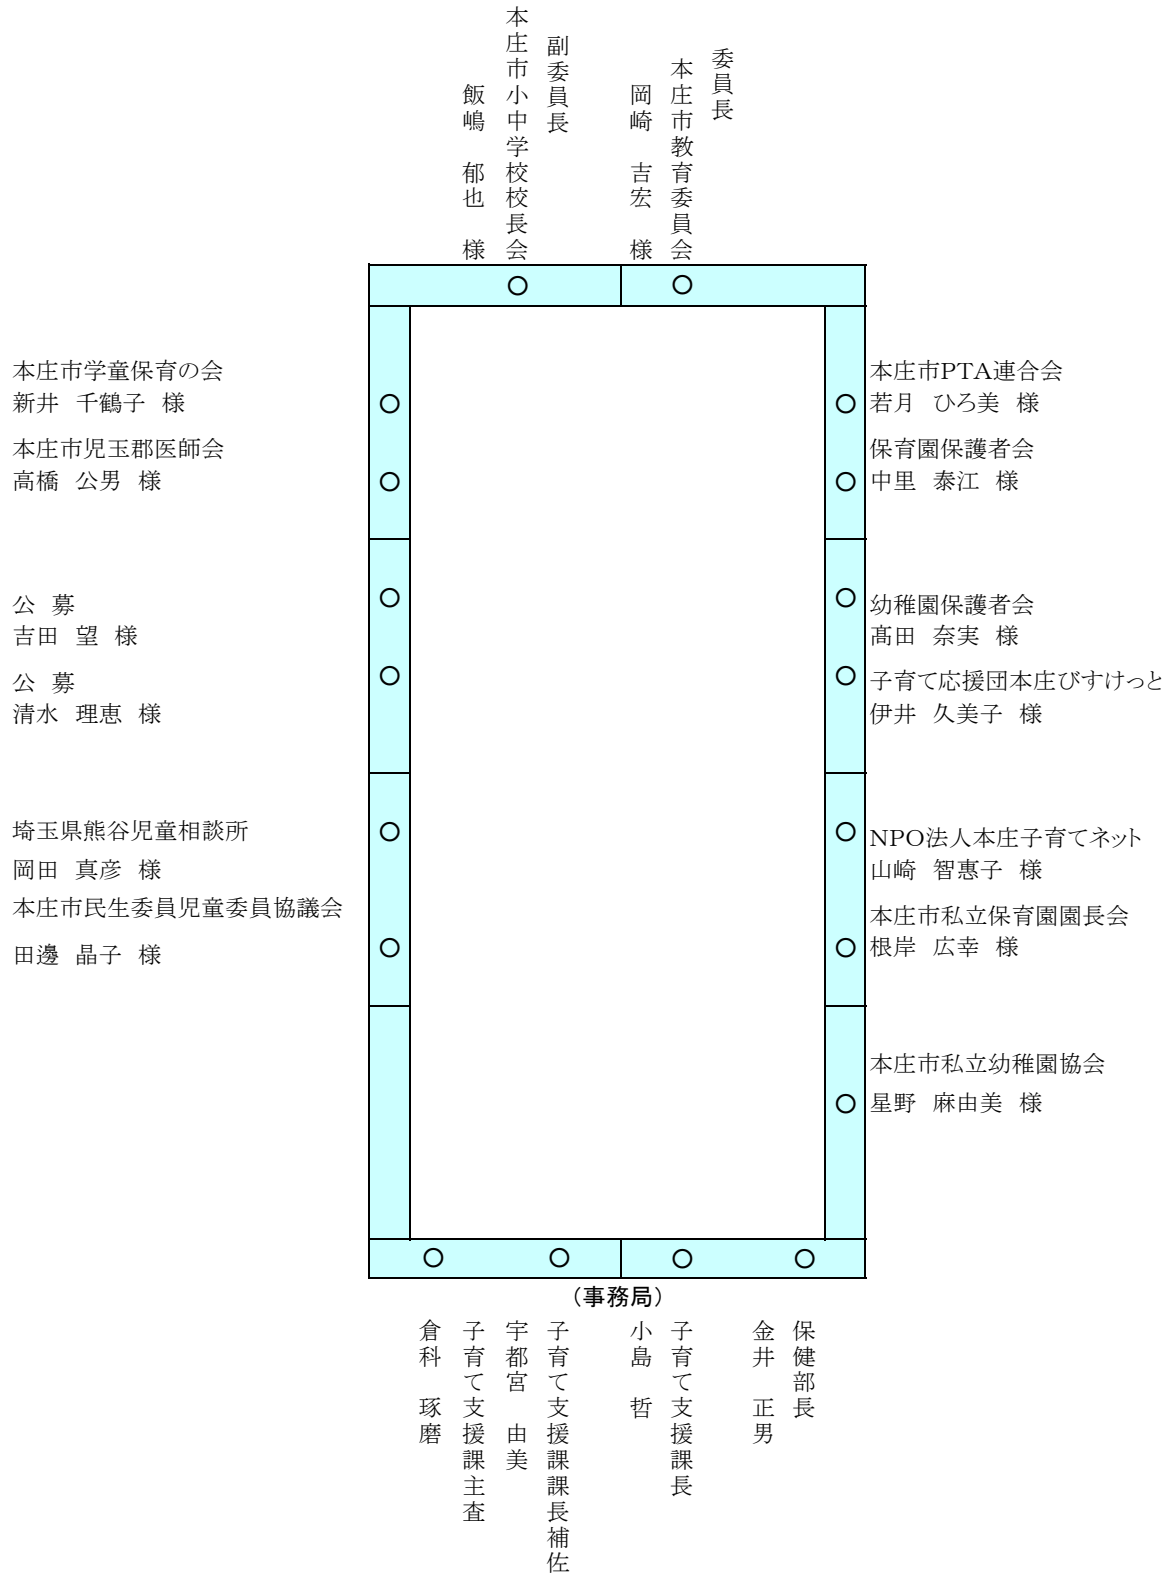 委員長
本庄市教育委員会
岡崎　吉宏　様
副委員長
本庄市小中学校校長会
飯嶋　郁也　様
本庄市学童保育の会
新井　千鶴子　様
本庄市児玉郡医師会
高橋　公男　様
公　募
吉田　望　様
公　募
清水　理恵　様
埼玉県熊谷児童相談所
岡田　真彦　様
本庄市民生委員児童委員協議会
田邊　晶子　様
本庄市PTA連合会
若月　ひろ美　様
保育園保護者会
中里　泰江　様
幼稚園保護者会
髙田　奈実　様
子育て応援団本庄びすけっと
伊井　久美子　様
NPO法人本庄子育てネット
山崎　智惠子　様
本庄市私立保育園園長会
根岸　広幸　様
本庄市私立幼稚園協会
星野　麻由美　様
（事務局）
保健部長
金井　正男
子育て支援課長
小島　哲
子育て支援課課長補佐
宇都宮　由美
子育て支援課主査
倉科　琢磨